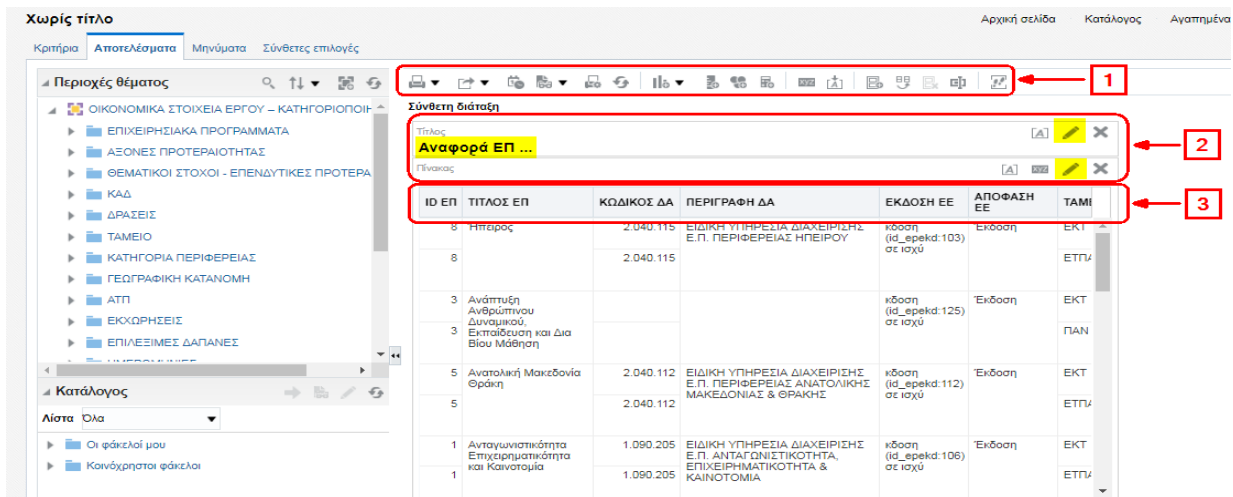 Χωρίς τίτλο
Αρχική σελίδα Κατάλογος Αγαπημένα
Κριτήρια Αποτελέσματα Μηνύματα Σύνθετες επιλογές
Περιοχές θέματος
ΟΙΚΟΝΟΜΙΚΑ ΣΤΟΙΧΕΙΑ ΕΡΓΟΥ – ΚΑΤΗΓΟΡΙΟΠΟΙΗ
ΕΠΙΧΕΙΡΗΣΙΑΚΑ ΠΡΟΓΡΑΜΜΑΤΑ
ΑΞΟΝΕΣ ΠΡΟΤΕΡΑΙΟΤΗΤΑΣ
ΘΕΜΑΤΙΚΟΙ ΣΤΟΧΟΙ - ΕΠΕΝΔΥΤΙΚΕΣ ΠΡΟΤΕΡΑ
ΚΑΔ
ΔΡΑΣΕΙΣ
ΤΑΜΕΙΟ
ΚΑΤΗΓΟΡΙΑ ΠΕΡΙΦΕΡΕΙΑΣ
ΓΕΩΓΡΑΦΙΚΗ ΚΑΤΑΝΟΜΗ
ΑΤΠ
ΕΚΧΩΡΗΣΕΙΣ
ΕΠΙΛΕΞΙΜΕΣ ΔΑΠΑΝΕΣ
ΗΜΕΡΟΜΗΝΙΕΣ
Κατάλογος
Λίστα Όλα
Οι φάκελοί μου
Κοινόχρηστοι φάκελοι
1
Σύνθετη διάταξη
Τίτλος
Αναφορά ΕΠ ...
2
Πίνακας
ID ΕΠ ΤΙΤΛΟΣ ΕΠ ΚΩΔΙΚΟΣ ΔΑ ΠΕΡΙΓΡΑΦΗ ΔΑ ΕΚΔΟΣΗ ΕΕ ΑΠΟΦΑΣΗ ΕΕ ΤΑΜΕ
3
8 Ήπειρος 2.040.115 ΕΙΔΙΚΗ ΥΠΗΡΕΣΙΑ ΔΙΑΧΕΙΡΙΣΗΣ κδοση Έκδοση ΕΚΤ
Ε.Π. ΠΕΡΙΦΕΡΕΙΑΣ ΗΠΕΙΡΟΥ (id_epekd:103)
σε ισχύ
8 2.040.115 ΕΤΠΑ
3 Ανάπτυξη κδοση Έκδοση ΕΚΤ
Ανθρώπινου (id_epekd:125)
Δυναμικού, σε ισχύ
3 Εκπαίδευση και Δια ΠΑΝ
Βίου Μάθηση
5 Ανατολική Μακεδονία 2.040.112 ΕΙΔΙΚΗ ΥΠΗΡΕΣΙΑ ΔΙΑΧΕΙΡΙΣΗΣ κδοση Έκδοση ΕΚΤ
Θράκη Ε.Π. ΠΕΡΙΦΕΡΕΙΑΣ ΑΝΑΤΟΛΙΚΗΣ (id_epekd:112)
ΜΑΚΕΔΟΝΙΑΣ & ΘΡΑΚΗΣ σε ισχύ
5 2.040.112 ΕΤΠΑ
1 Ανταγωνιστικότητα 1.090.205 ΕΙΔΙΚΗ ΥΠΗΡΕΣΙΑ ΔΙΑΧΕΙΡΙΣΗΣ κδοση Έκδοση ΕΚΤ
Επιχειρηματικότητα Ε.Π. ΑΝΤΑΓΩΝΙΣΤΙΚΟΤΗΤΑ, (id_epekd:106)
και Καινοτομία ΕΠΙΧΕΙΡΗΜΑΤΙΚΟΤΗΤΑ & σε ισχύ
1 1.090.205 ΚΑΙΝΟΤΟΜΙΑ ΕΤΠΑ